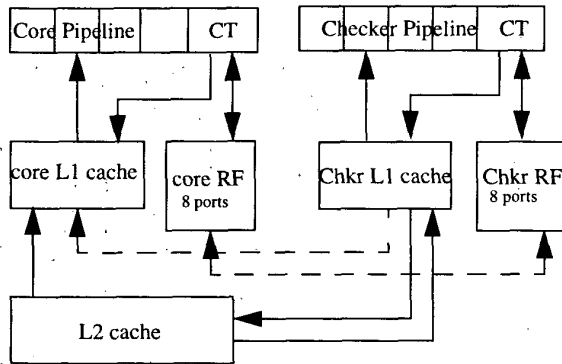 Core Pipeline CT
Checker Pipeline CT
core L1 cache
core RF
8 ports
Chkr L1 cache
Chkr RF
8 ports
L2 cache